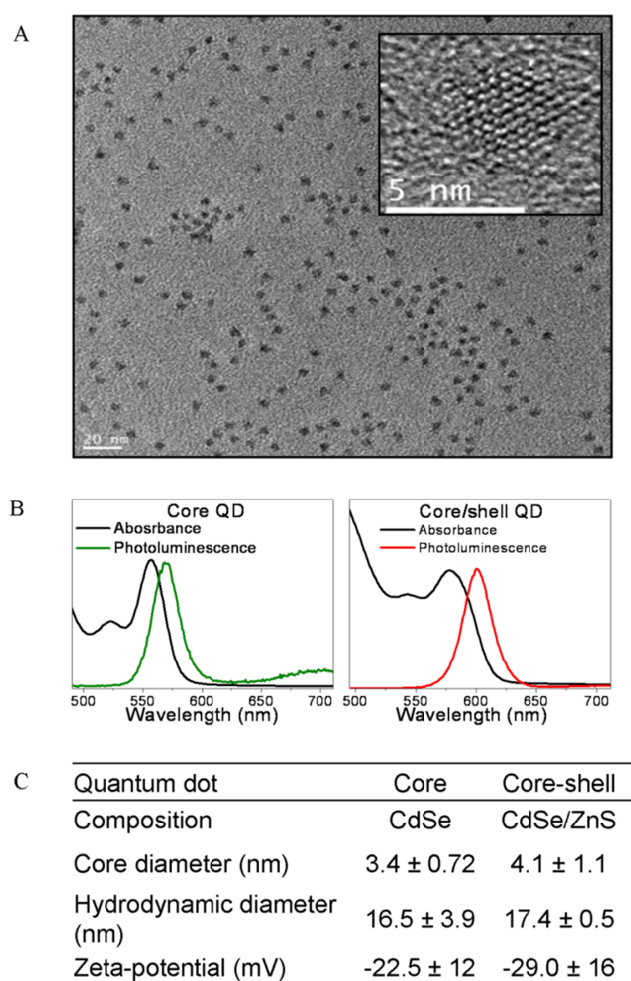 A
5 nm
20 nm
B
Core QD
Abosrbance
Photoluminescence
500 550 600 650 700
Wavelength (nm)
Core/shell QD
Absorbance
Photoluminescence
500 550 600 650 700
Wavelength (nm)
C
Quantum dot Core Core-shell
Composition CdSe CdSe/ZnS
Core diameter (nm) 3.4 ± 0.72 4.1 ± 1.1
Hydrodynamic diameter
(nm) 16.5 ± 3.9 17.4 ± 0.5
Zeta-potential (mV) -22.5 ± 12 -29.0 ± 16